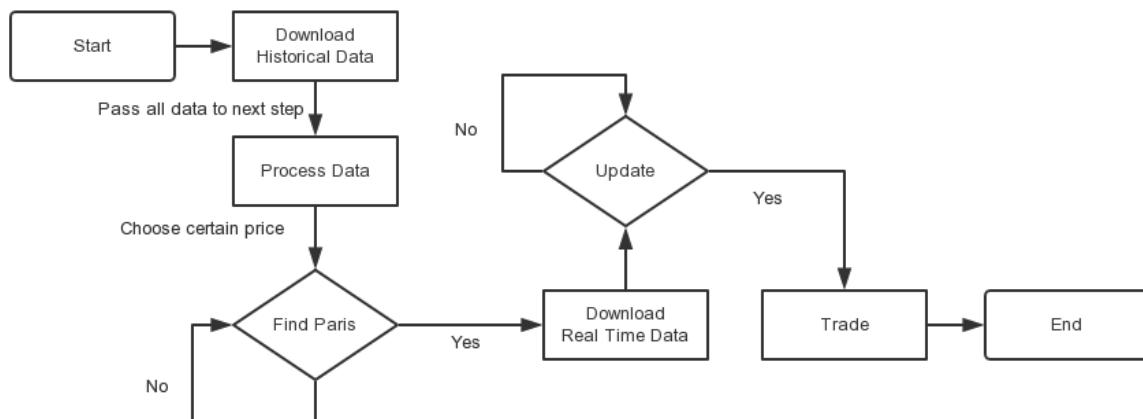 Start
Download
Historical Data
Pass all data to next step
Process Data
Choose certain price
Find Paris
No
Yes
Download
Real Time Data
Update
No
Yes
Trade
End